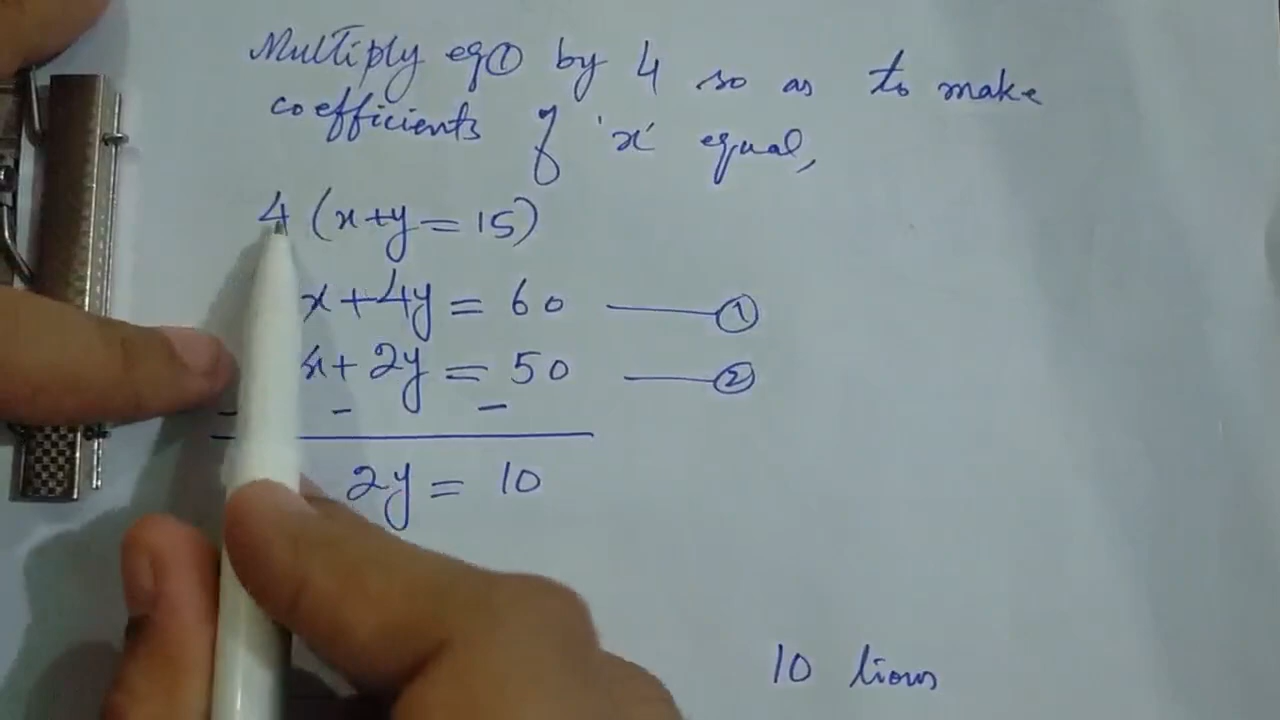 Multiply eq① by 4 so as to make
coefficients of 'x' equal,
4 (x+y=15)
x+4y = 60 ①
x+2y = 50 ②
- - -
2y = 10
10 lions